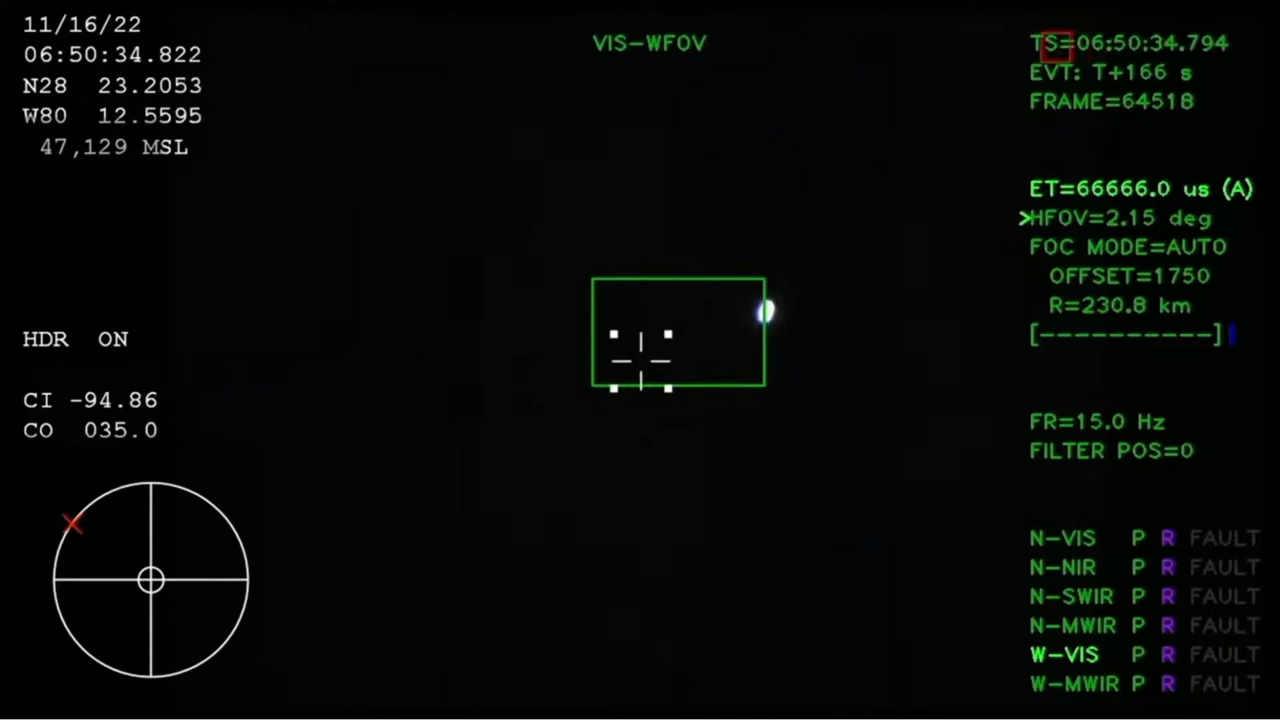 11/16/22
06:50:34.822
N28 23.2053
W80 12.5595
47,129 MSL
HDR ON
CI -94.86
CO 035.0
VIS-WFOV
TS=06:50:34.794
EVT: T+166 s
FRAME=64518
ET=66666.0 us (A)
>HFOV=2.15 deg
FOC MODE=AUTO
OFFSET=1750
R=230.8 km
[----------]
FR=15.0 Hz
FILTER POS=0
N-VIS P R FAULT
N-NIR P R FAULT
N-SWIR P R FAULT
N-MWIR P R FAULT
W-VIS P R FAULT
W-MWIR P R FAULT